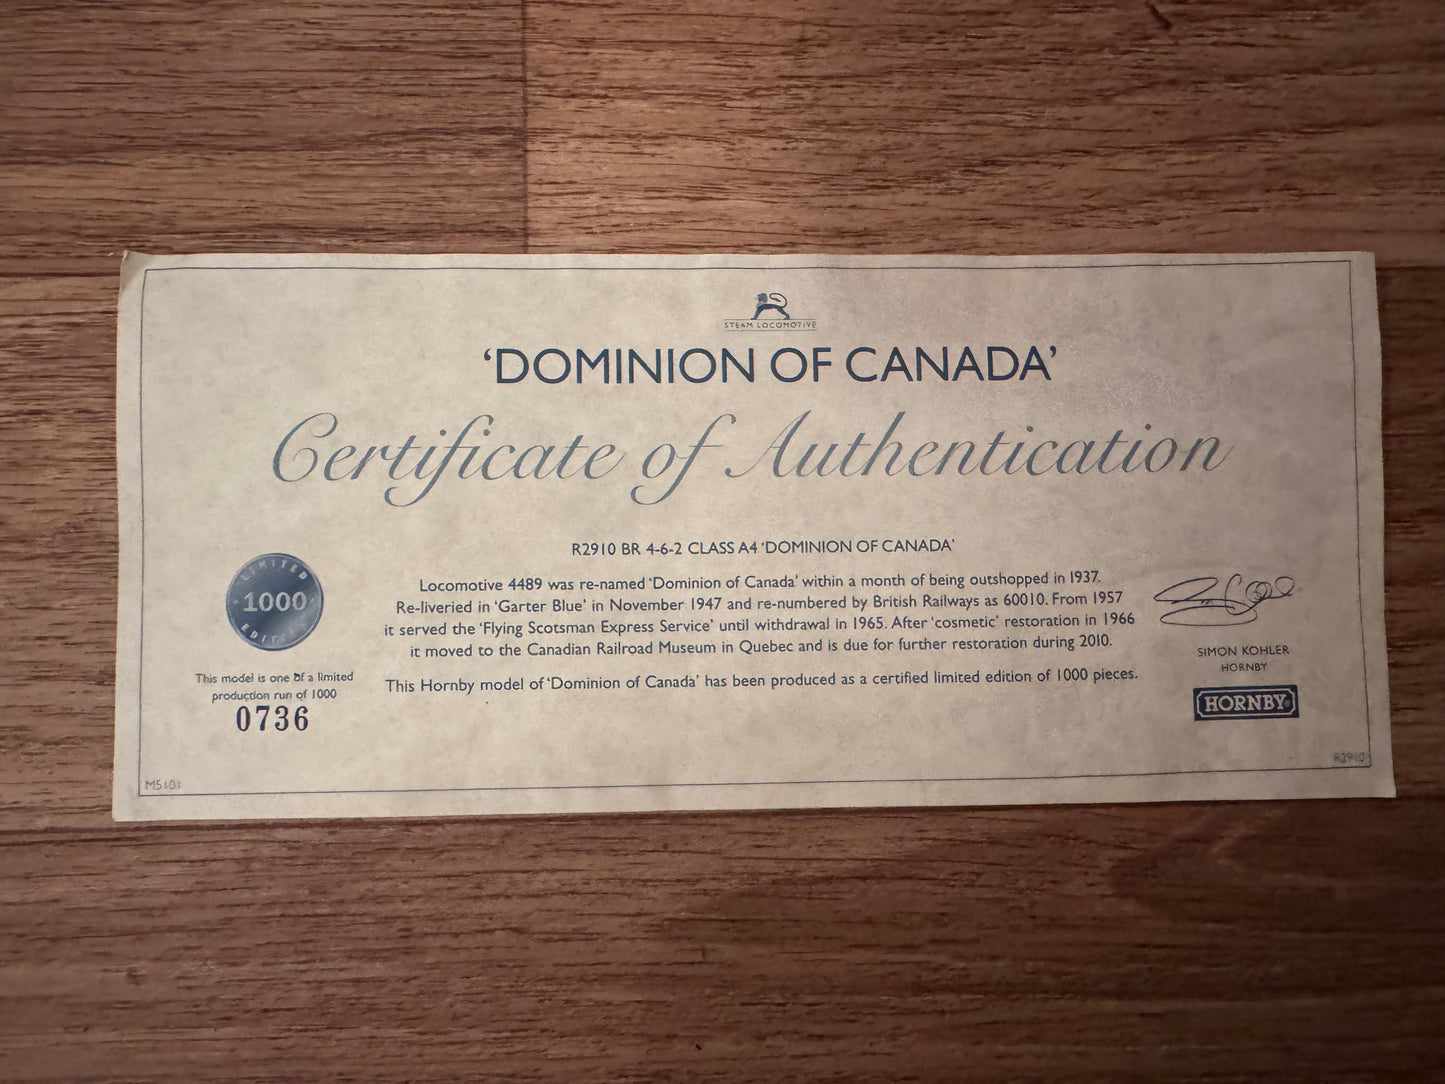 STEAM LOCOMOTIVE
‘DOMINION OF CANADA’
Certificate of Authentication
R2910 BR 4-6-2 CLASS A4 ‘DOMINION OF CANADA’
Locomotive 4489 was re-named ‘Dominion of Canada’ within a month of being outshopped in 1937.
Re-liveried in ‘Garter Blue’ in November 1947 and re-numbered by British Railways as 60010. From 1957
it served the ‘Flying Scotsman Express Service’ until withdrawal in 1965. After ‘cosmetic’ restoration in 1966
it moved to the Canadian Railroad Museum in Quebec and is due for further restoration during 2010.
This Hornby model of ‘Dominion of Canada’ has been produced as a certified limited edition of 1000 pieces.
LIMITED
1000
EDITION
This model is one of a limited
production run of 1000
0736
SIMON KOHLER
HORNBY
HORNBY®
R2910